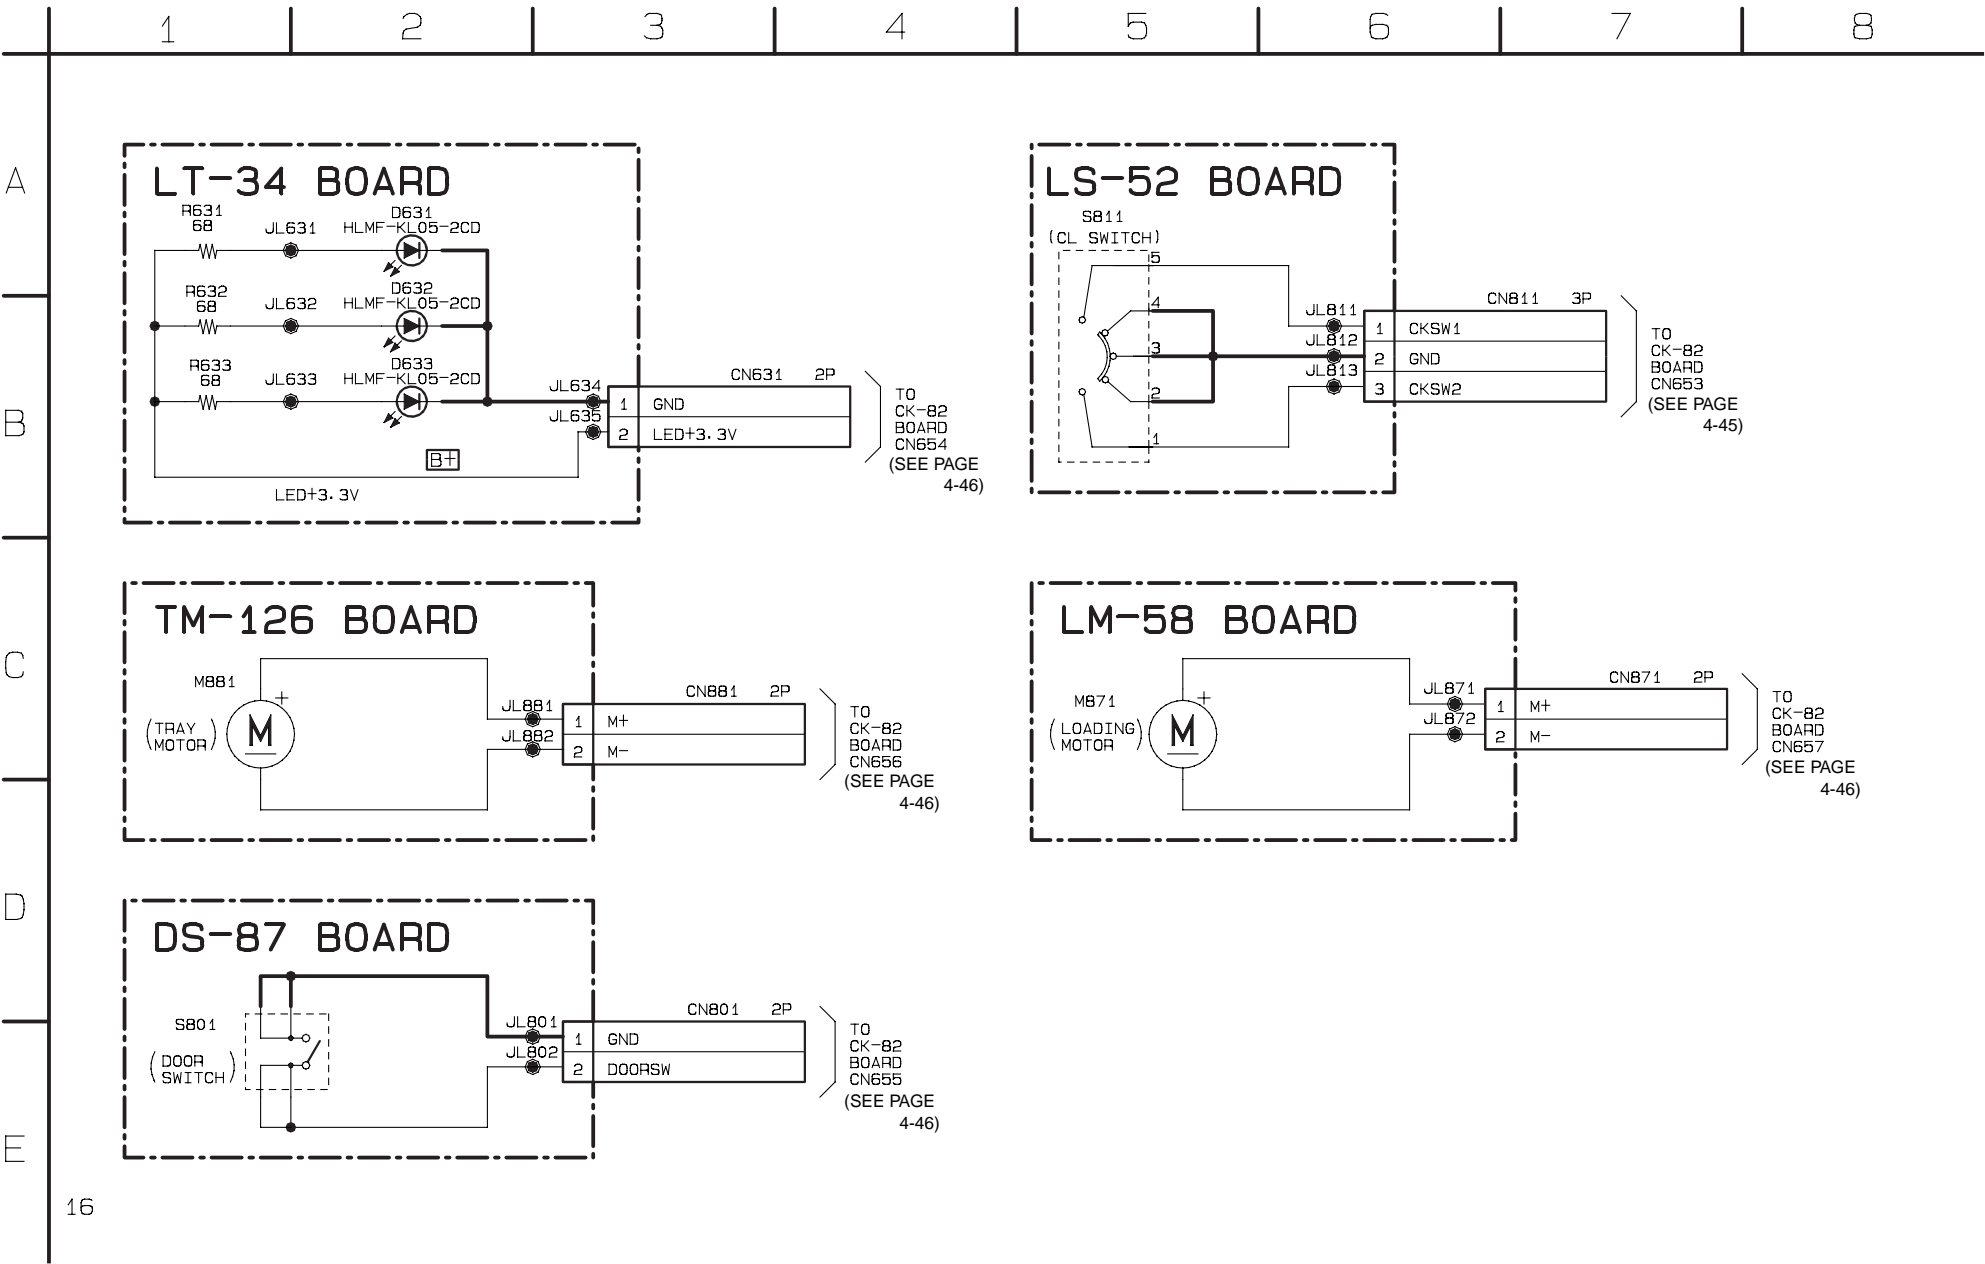 1 2 3 4 5 6 7 8
A
B
C
D
E
LT-34 BOARD
R631
68
JL631
D631
HLMF-KL05-2CD
R632
68
JL632
D632
HLMF-KL05-2CD
R633
68
JL633
D633
HLMF-KL05-2CD
JL634
JL635
CN631 2P
1 GND
2 LED+3.3V
B+
LED+3.3V
TO
CK-82
BOARD
CN654
(SEE PAGE
4-46)
LS-52 BOARD
S811
(CL SWITCH)
5
4
3
2
1
JL811
JL812
JL813
CN811 3P
1 CKSW1
2 GND
3 CKSW2
TO
CK-82
BOARD
CN653
(SEE PAGE
4-45)
TM-126 BOARD
M881
(TRAY
MOTOR)
+
M
JL881
JL882
CN881 2P
1 M+
2 M-
TO
CK-82
BOARD
CN656
(SEE PAGE
4-46)
LM-58 BOARD
M871
(LOADING
MOTOR)
+
M
JL871
JL872
CN871 2P
1 M+
2 M-
TO
CK-82
BOARD
CN657
(SEE PAGE
4-46)
DS-87 BOARD
S801
(DOOR
SWITCH)
JL801
JL802
CN801 2P
1 GND
2 DOORSW
TO
CK-82
BOARD
CN655
(SEE PAGE
4-46)
16